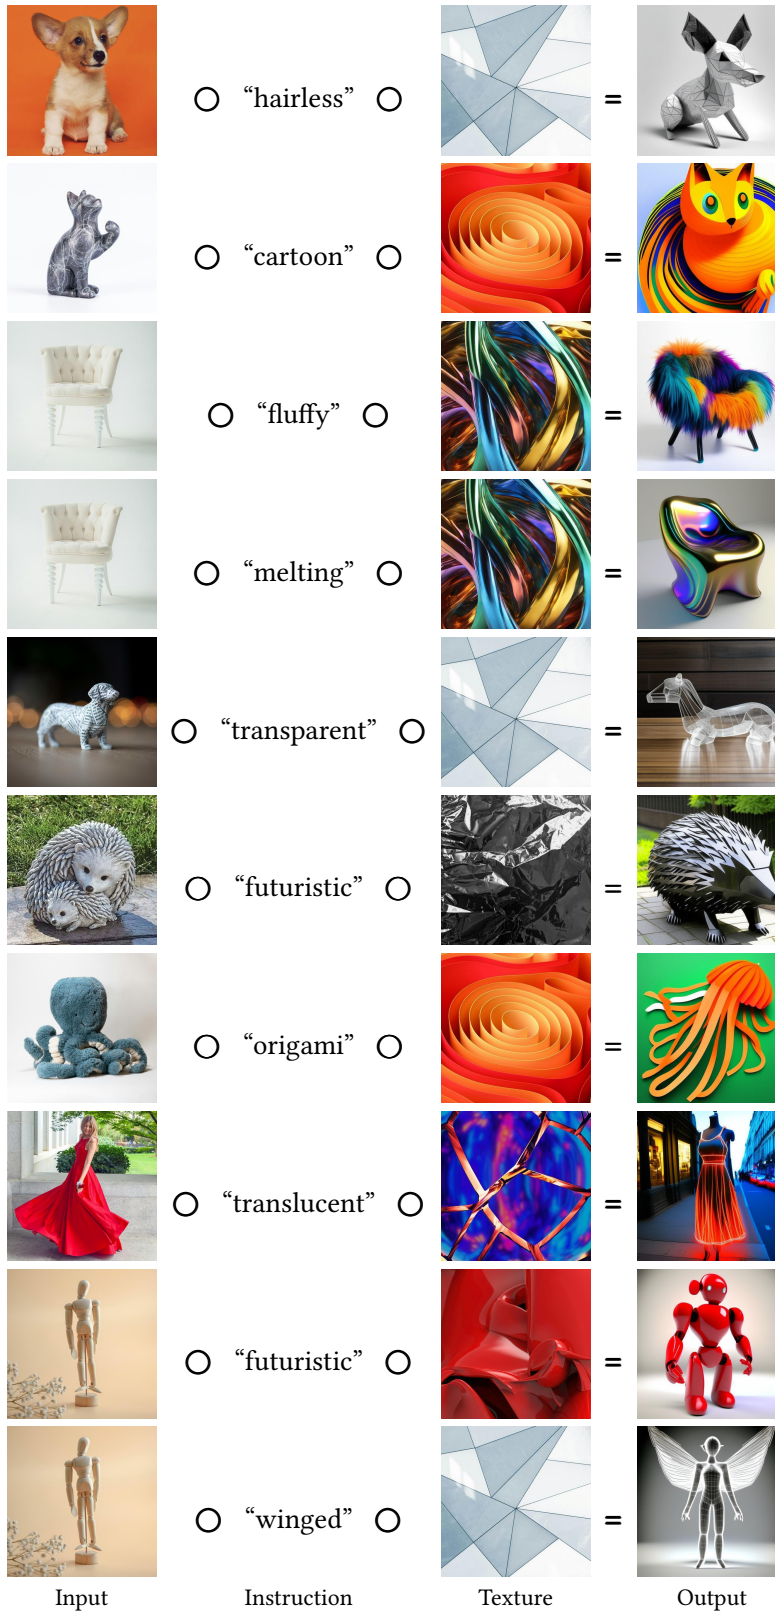 “hairless” =
“cartoon” =
“fluffy” =
“melting” =
“transparent” =
“futuristic” =
“origami” =
“translucent” =
“futuristic” =
“winged” =
Input Instruction Texture Output